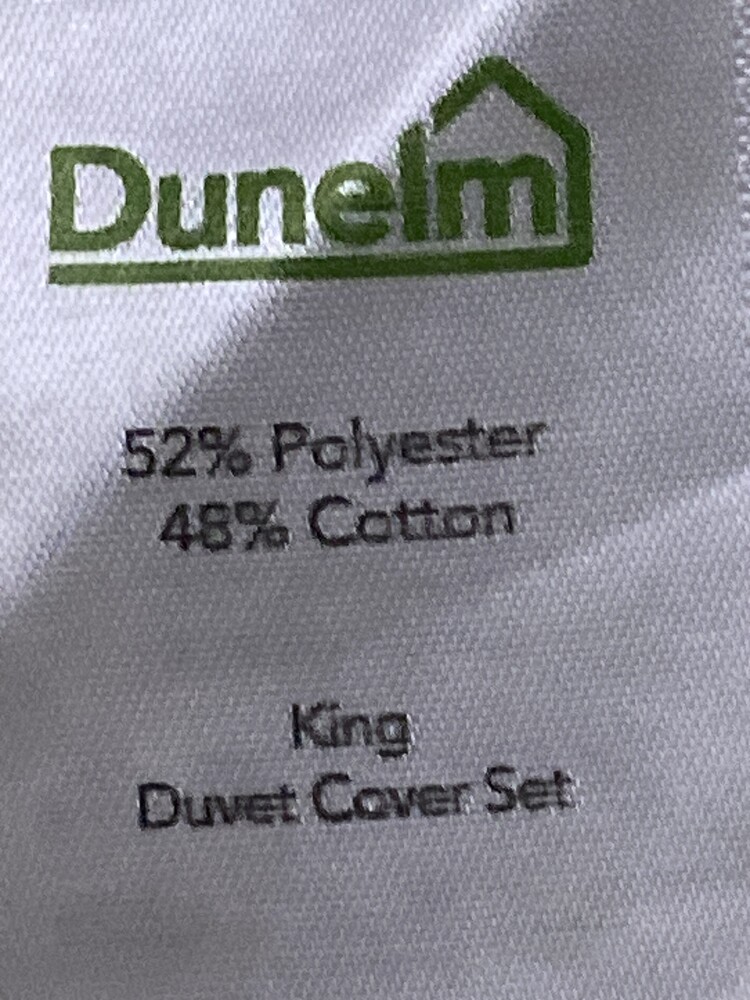 Dunelm
52% Polyester
48% Cotton
King
Duvet Cover Set